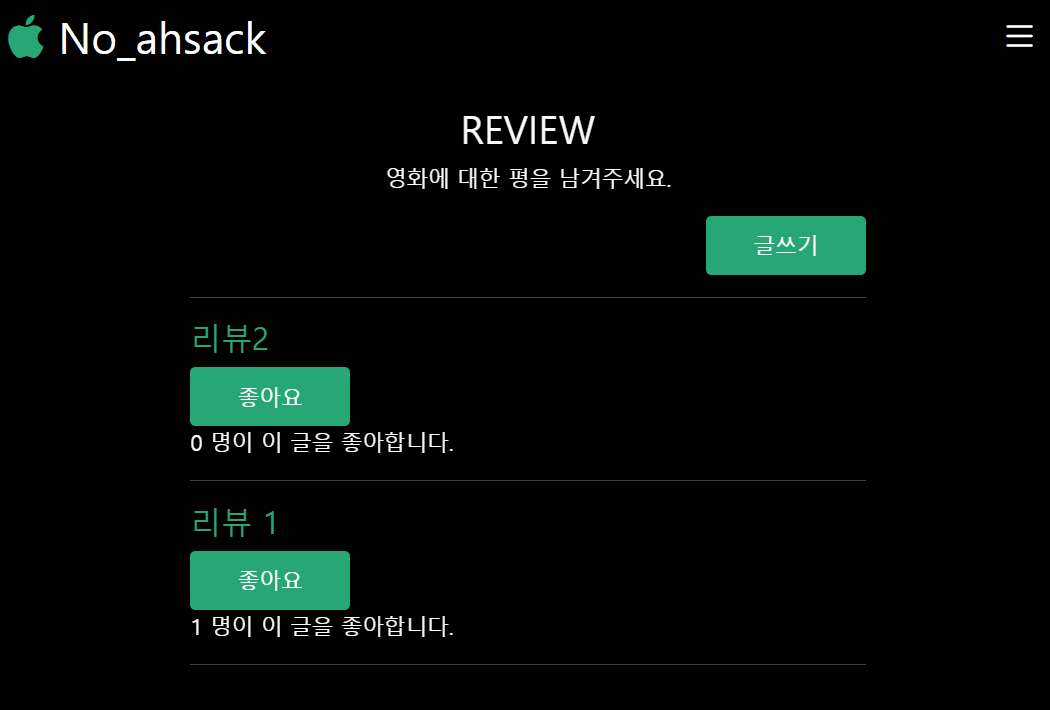 No_ahsack
REVIEW
영화에 대한 평을 남겨주세요.
글쓰기
리뷰2
좋아요
0 명이 이 글을 좋아합니다.
리뷰 1
좋아요
1 명이 이 글을 좋아합니다.